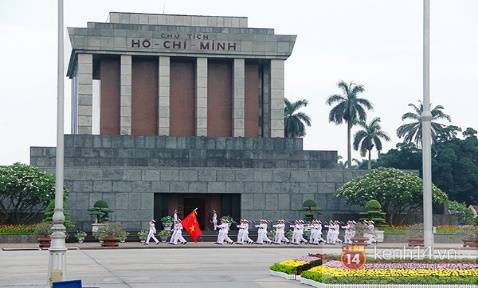 CHỦ TỊCH
HỒ-CHÍ-MINH
14
kenh14.vn